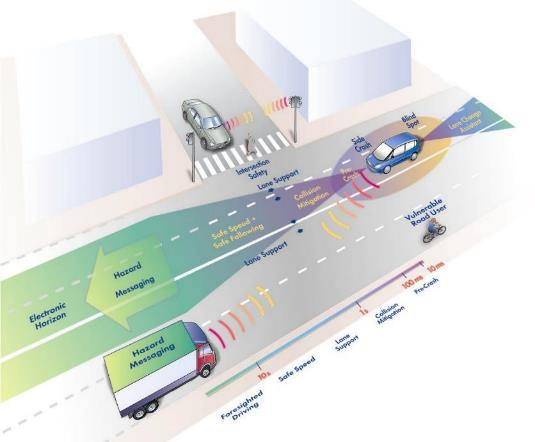 Intersection
Safety
Side
Crash
Blind
Spot
Lane Change
Assistant
Lane Support
Collision
Mitigation
Pre
Crash
Safe Speed +
Safe Following
Lane Support
Vulnerable
Road User
Hazard
Messaging
Electronic
Horizon
Hazard
Messaging
10s
1s
100 ms
10 ms
Foresighted
Driving
Safe Speed
Lane
Support
Collision
Mitigation
Pre-Crash